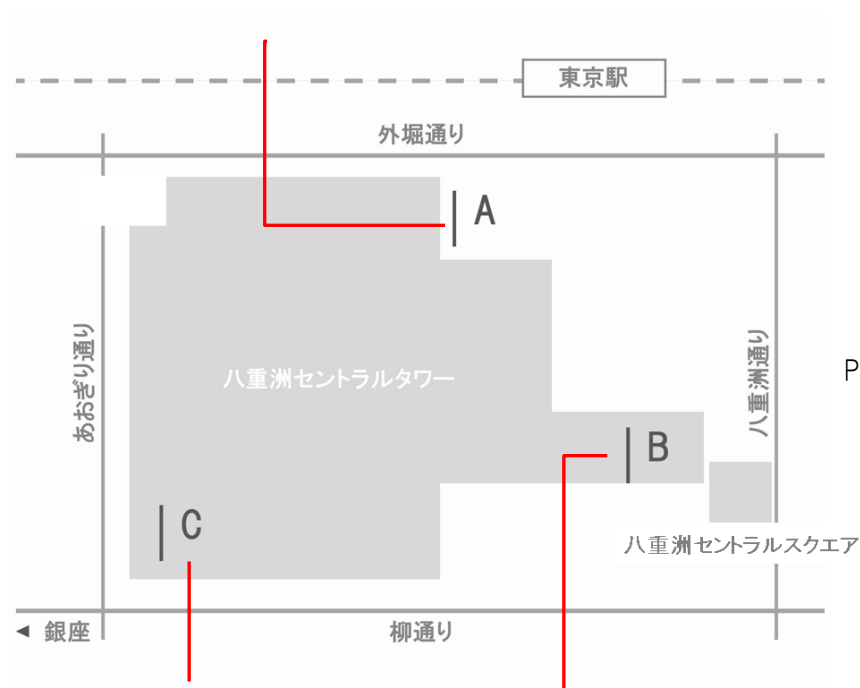 東京駅
外堀通り
A
あおぎり通り
八重洲セントラルタワー
八重洲通り
P
B
C
八重洲セントラルスクエア
◄ 銀座
柳通り